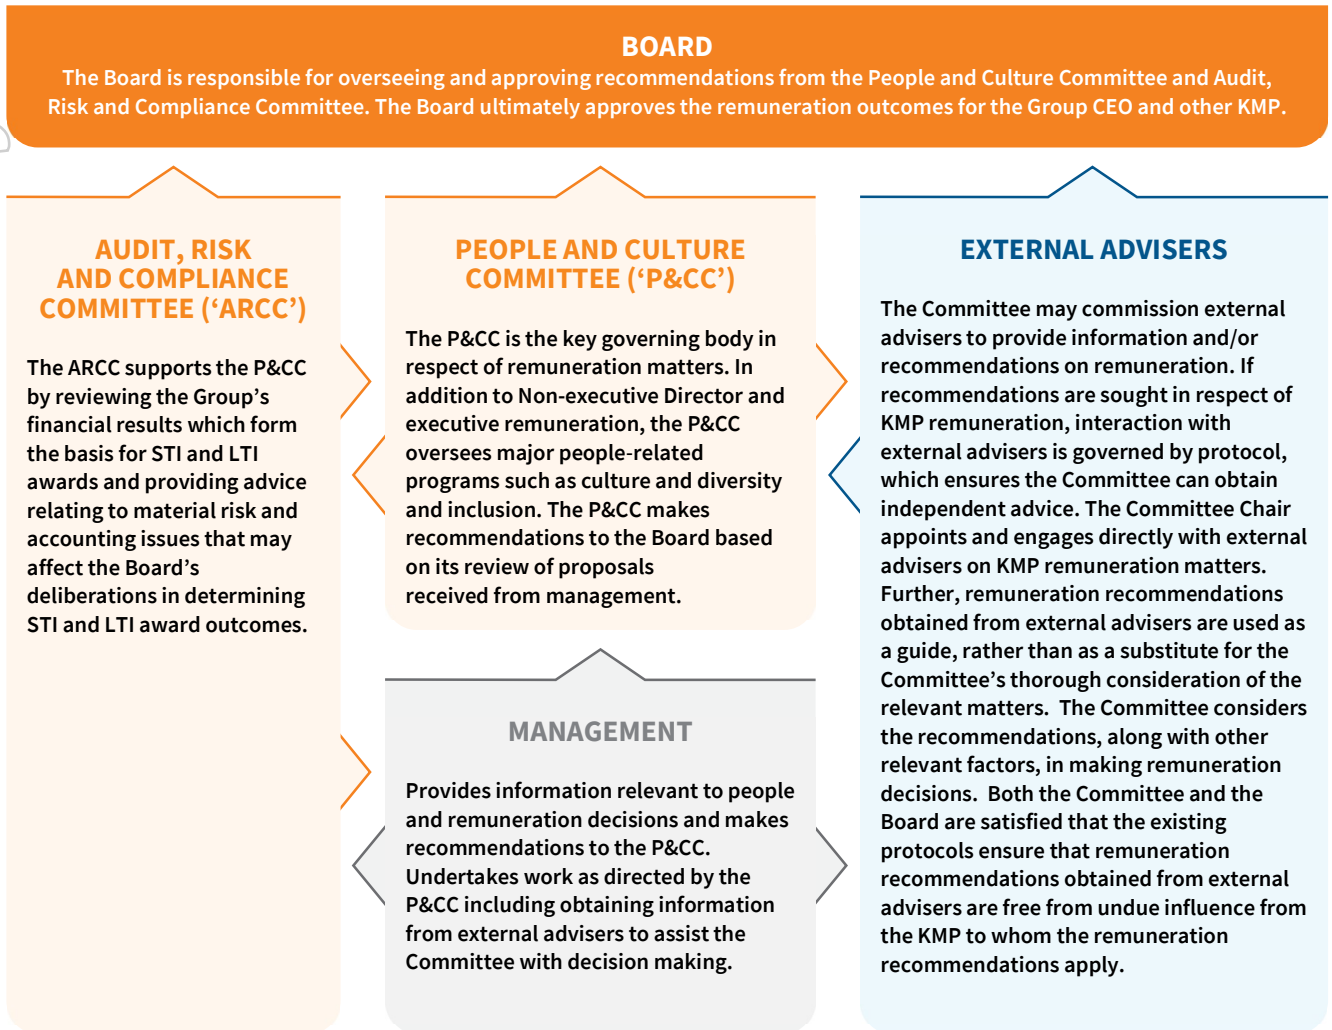 BOARD
The Board is responsible for overseeing and approving recommendations from the People and Culture Committee and Audit,
Risk and Compliance Committee. The Board ultimately approves the remuneration outcomes for the Group CEO and other KMP.
AUDIT, RISK
AND COMPLIANCE
COMMITTEE (‘ARCC’)
The ARCC supports the P&CC
by reviewing the Group’s
financial results which form
the basis for STI and LTI
awards and providing advice
relating to material risk and
accounting issues that may
affect the Board’s
deliberations in determining
STI and LTI award outcomes.
PEOPLE AND CULTURE
COMMITTEE (‘P&CC’)
The P&CC is the key governing body in
respect of remuneration matters. In
addition to Non-executive Director and
executive remuneration, the P&CC
oversees major people-related
programs such as culture and diversity
and inclusion. The P&CC makes
recommendations to the Board based
on its review of proposals
received from management.
MANAGEMENT
Provides information relevant to people
and remuneration decisions and makes
recommendations to the P&CC.
Undertakes work as directed by the
P&CC including obtaining information
from external advisers to assist the
Committee with decision making.
EXTERNAL ADVISERS
The Committee may commission external
advisers to provide information and/or
recommendations on remuneration. If
recommendations are sought in respect of
KMP remuneration, interaction with
external advisers is governed by protocol,
which ensures the Committee can obtain
independent advice. The Committee Chair
appoints and engages directly with external
advisers on KMP remuneration matters.
Further, remuneration recommendations
obtained from external advisers are used as
a guide, rather than as a substitute for the
Committee’s thorough consideration of the
relevant matters. The Committee considers
the recommendations, along with other
relevant factors, in making remuneration
decisions. Both the Committee and the
Board are satisfied that the existing
protocols ensure that remuneration
recommendations obtained from external
advisers are free from undue influence from
the KMP to whom the remuneration
recommendations apply.